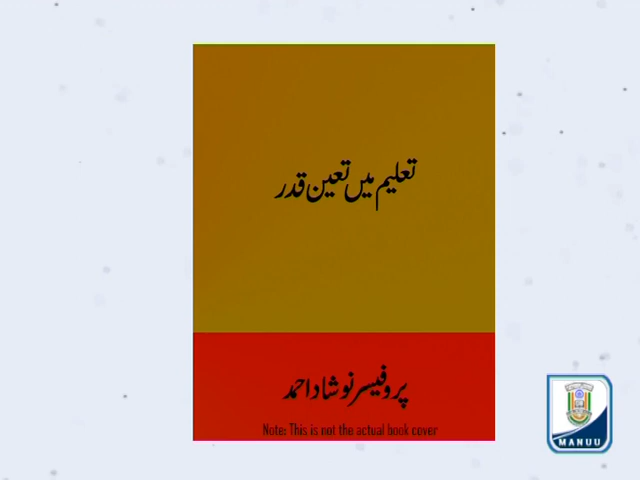 تعلیم میں تعین قدر
پروفیسر نوشاد احمد
Note: This is not the actual book cover
MANUU